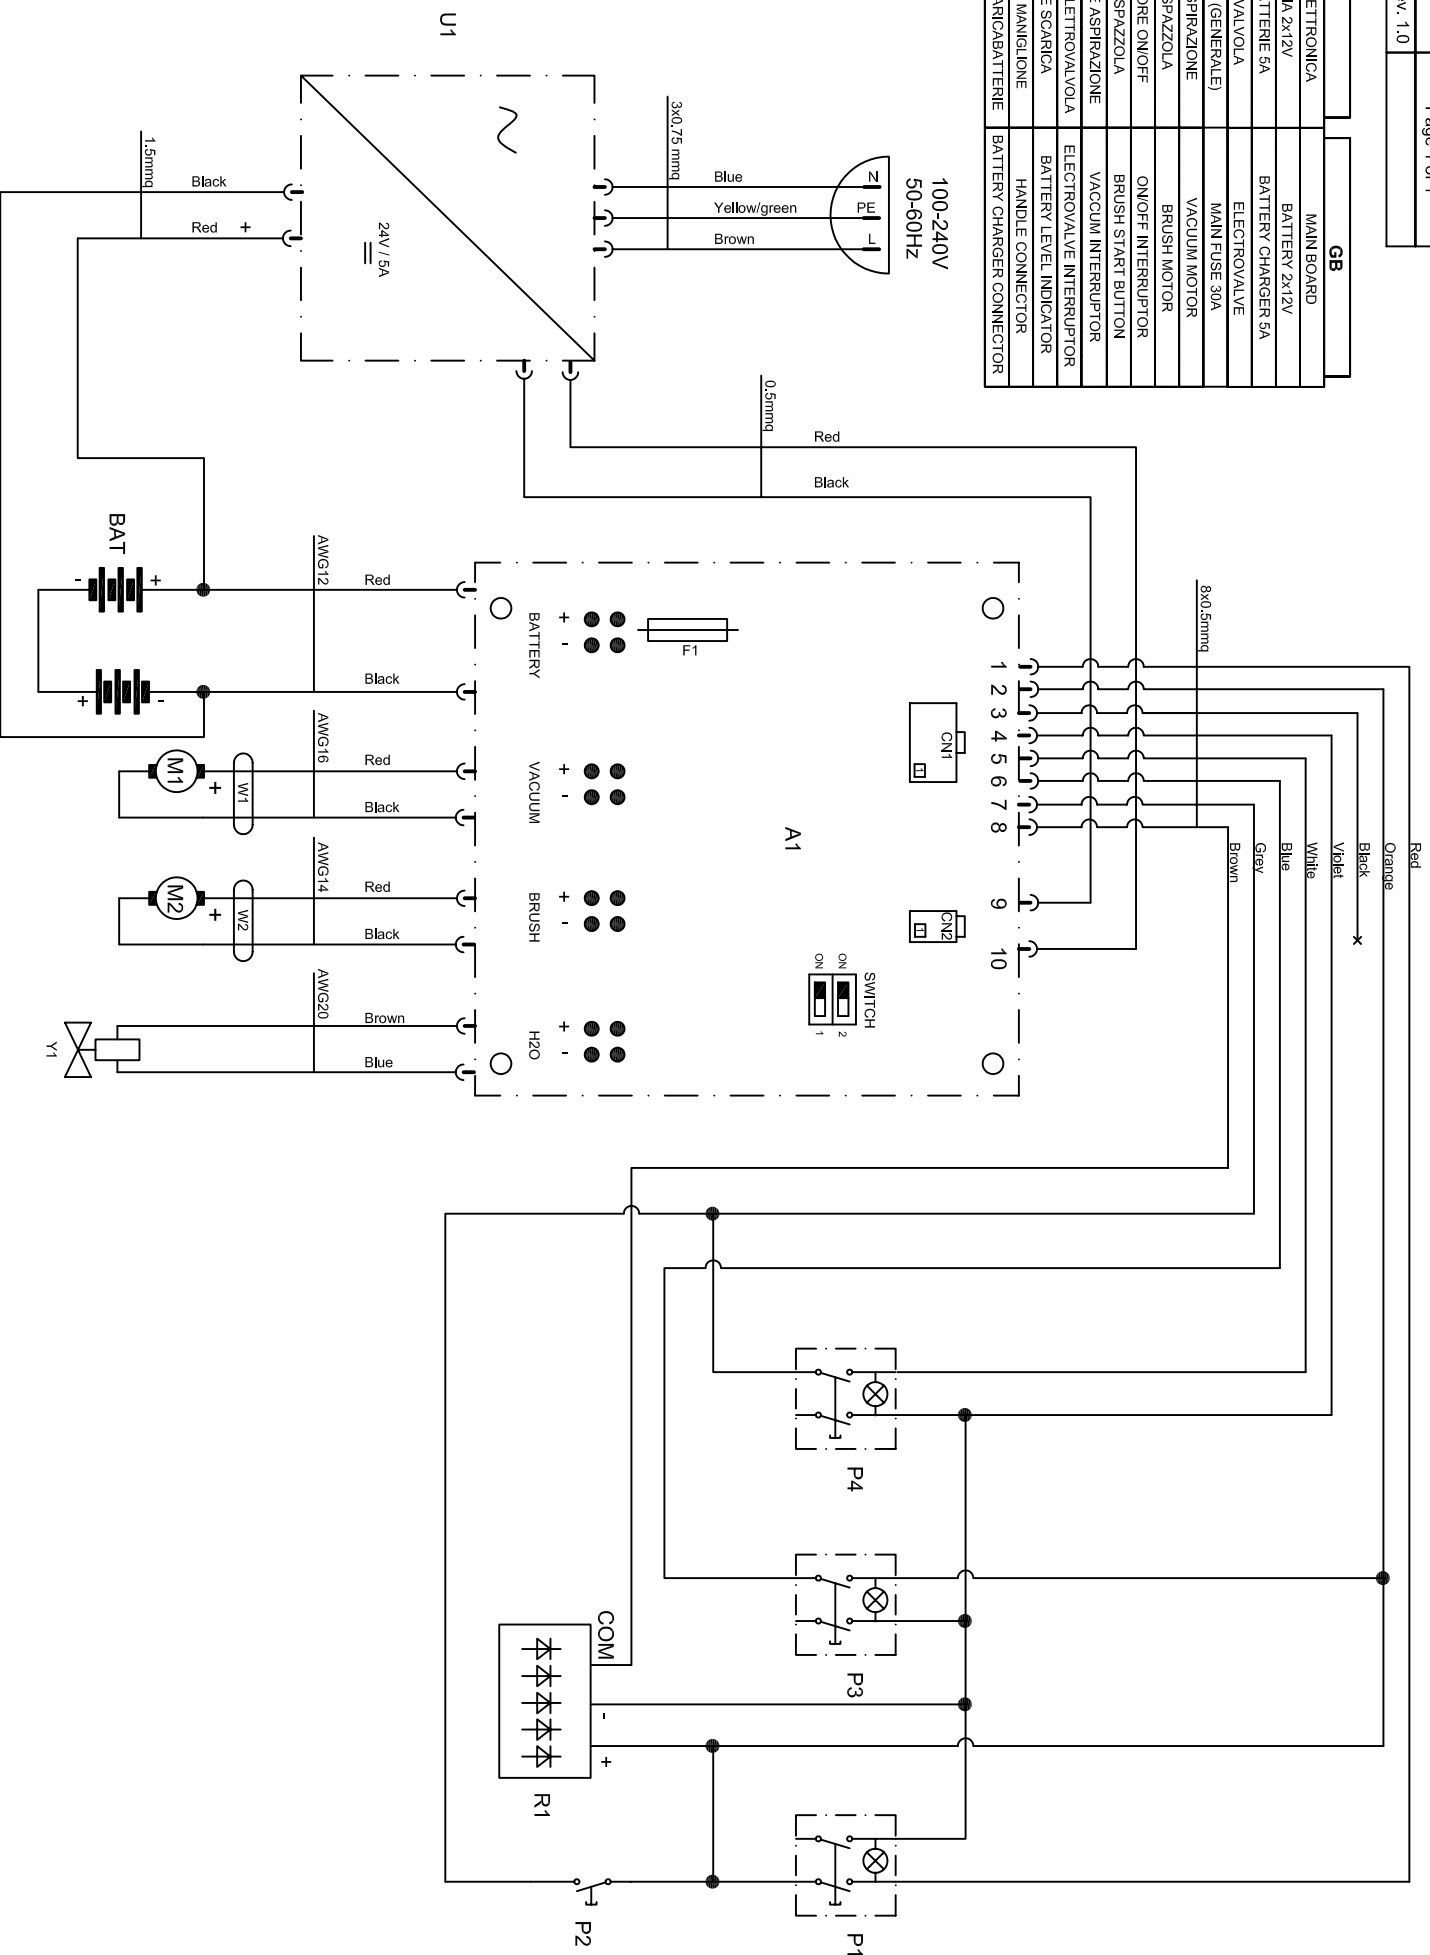 ev. 1.0
GB
ETTRONICA MAIN BOARD
IA 2x12V BATTERY 2x12V
ATTERIE 5A BATTERY CHARGER 5A
VALVOLA ELECTROVALVE
(GENERALE) MAIN FUSE 30A
SPIRAZIONE VACUUM MOTOR
SPAZZOLA BRUSH MOTOR
ORE ON/OFF ON/OFF INTERRUPTOR
SPAZZOLA BRUSH START BUTTON
E ASPIRAZIONE VACCUM INTERRUPTOR
LETTROVALVOLA ELECTROVALVE INTERRUPTOR
E SCARICA BATTERY LEVEL INDICATOR
MANIGLIONE HANDLE CONNECTOR
ARICABATTERIE BATTERY CHARGER CONNECTOR
100-240V
50-60Hz
N
PE
L
Blue
Yellow/green
Brown
3x0.75 mmq
U1
24V / 5A
1.5mmq
Black
Red +
0.5mmq
Red
Black
BAT
- +
+ -
AWG12
Red
Black
AWG16
Red
Black
M1
+
W1
AWG14
Red
Black
M2
+
W2
AWG20
Brown
Blue
Y1
BATTERY
+ -
F1
VACUUM
+ -
BRUSH
+ -
H2O
+ -
A1
CN1
1
CN2
1
SWITCH
ON
ON
1
2
1 2 3 4 5 6 7 8 9 10
8x0.5mmq
Red
Orange
Black
Violet
White
Blue
Grey
Brown
P4
P3
P1
P2
COM
-
+
R1